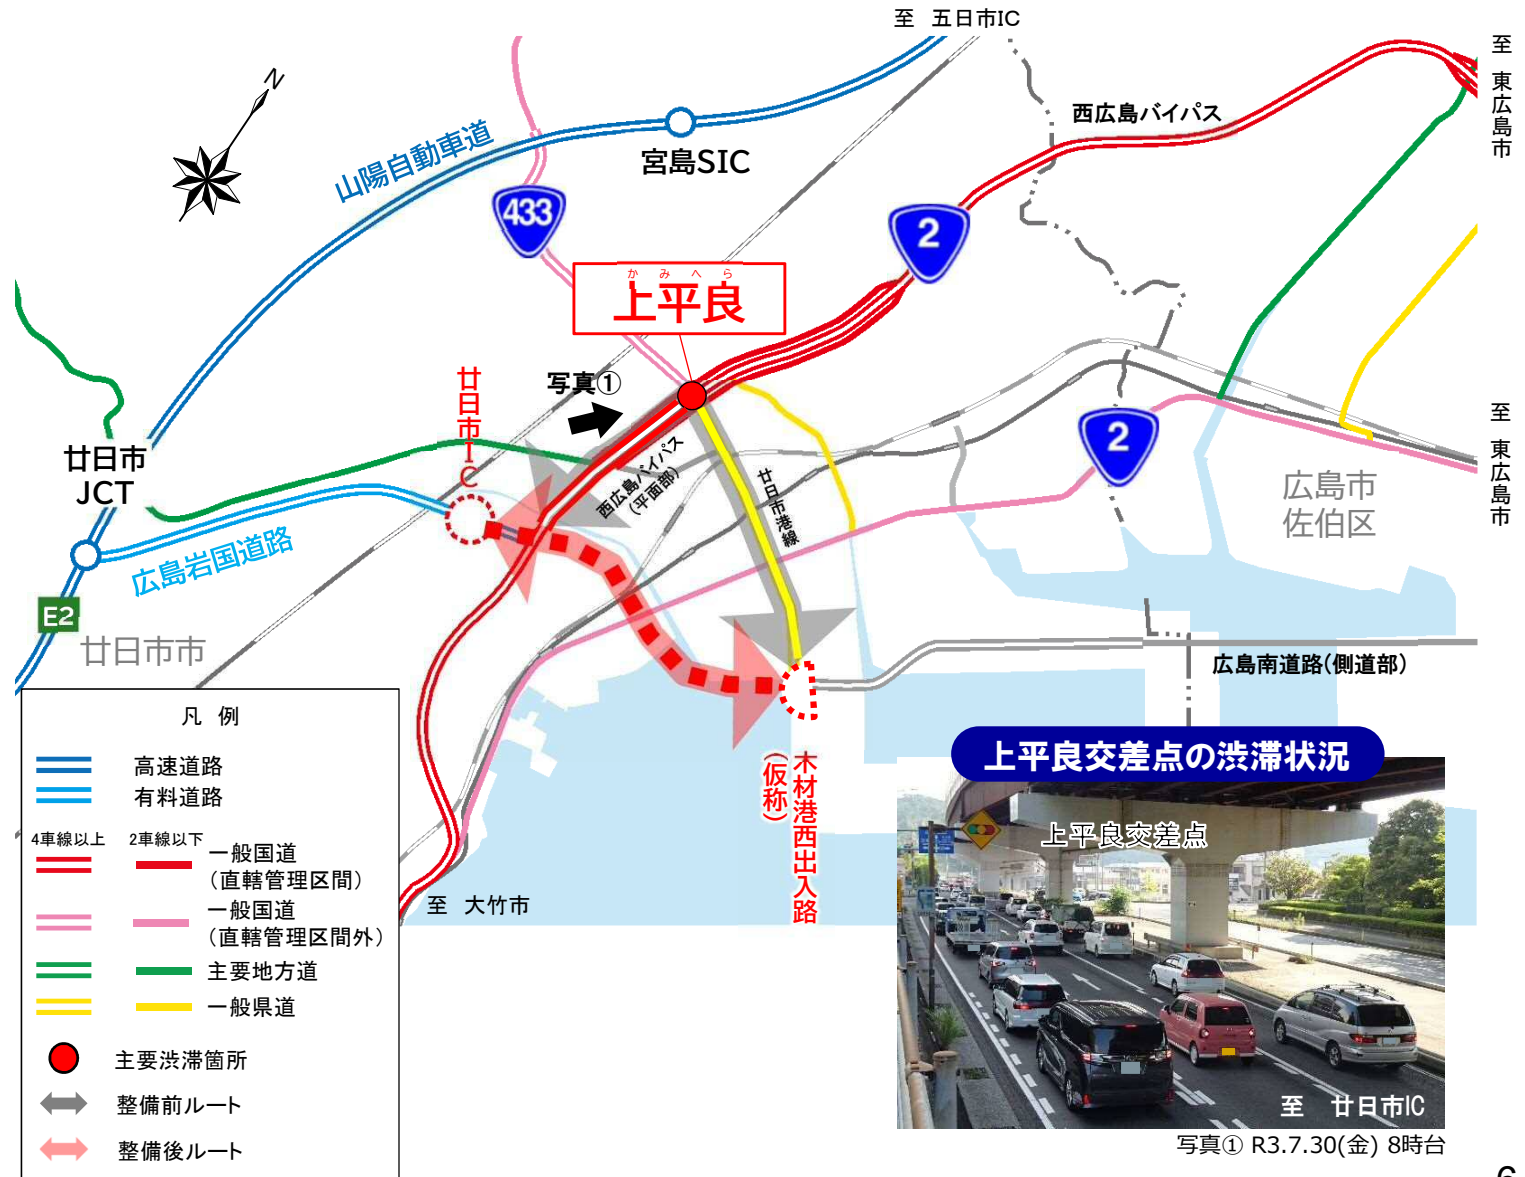 至 五日市IC
至 東広島市
西広島バイパス
N
山陽自動車道
宮島SIC
433
2
かみへら
上平良
写真①
廿日市IC
西広島バイパス
(平面部)
廿日市港線
2
至 東広島市
広島市
佐伯区
廿日市
JCT
広島岩国道路
E2
廿日市市
広島南道路(側道部)
木材港西出入路
(仮称)
至 大竹市
凡 例
高速道路
有料道路
4車線以上 2車線以下
一般国道
(直轄管理区間)
一般国道
(直轄管理区間外)
主要地方道
一般県道
主要渋滞箇所
整備前ルート
整備後ルート
上平良交差点の渋滞状況
上平良交差点
至 廿日市IC
写真① R3.7.30(金) 8時台